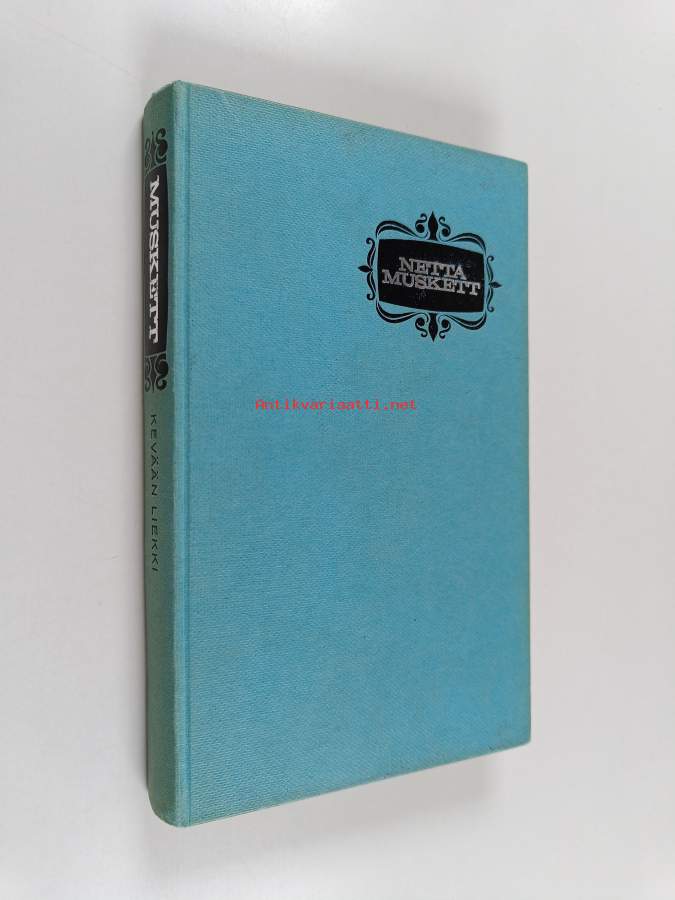 MUSKETT
KEVÄÄN LIEKKI
NETTA
MUSKETT
Antikvariaatti.net